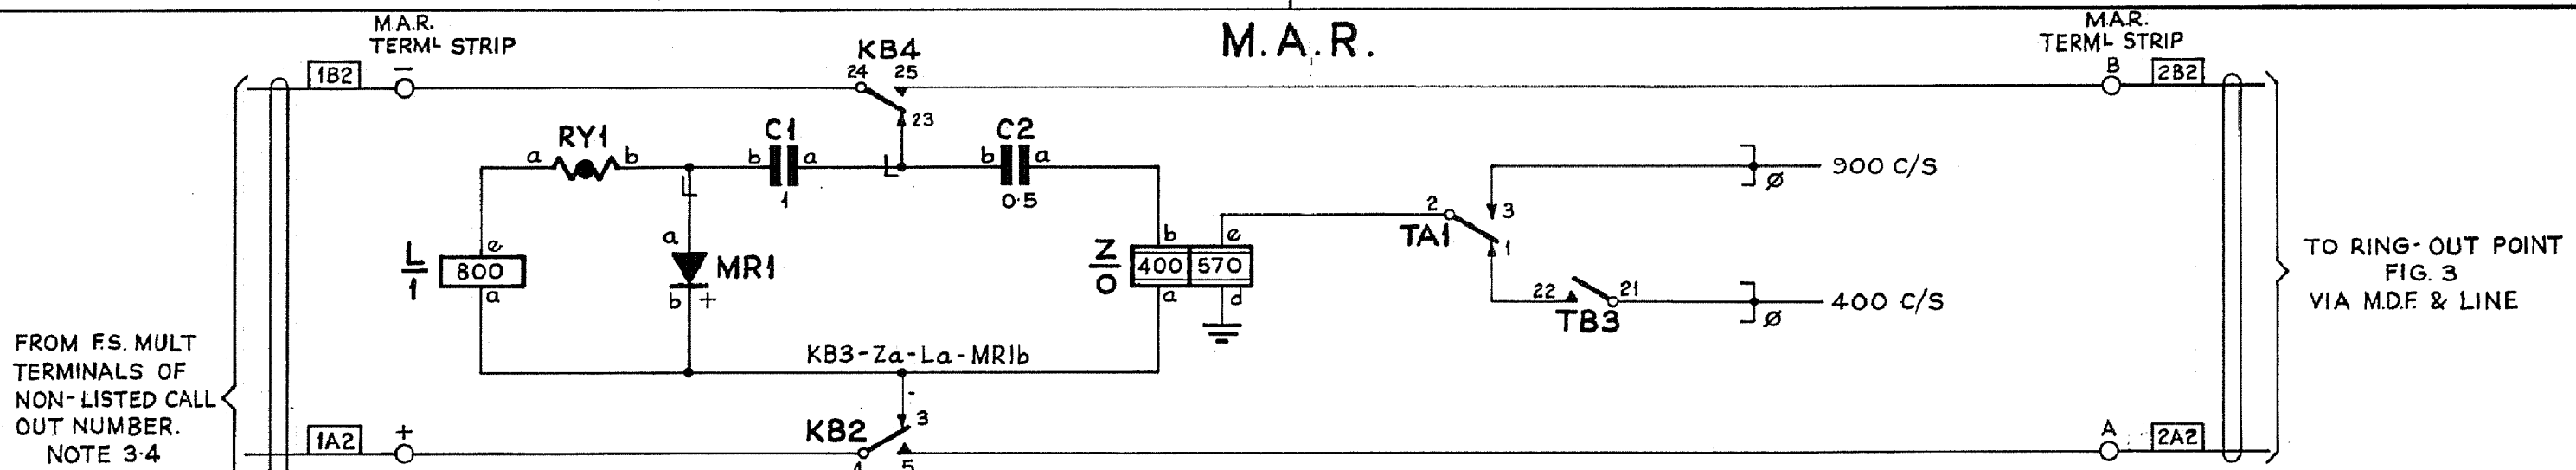 M.A.R.
TERML STRIP
KB4
M.A.R.
M.A.R.
TERML STRIP
1B2
−
24
25
B
2B2
23
RY1
a
b
C1
b
a
1
C2
b
a
0·5
900 C/S
Ø
2
3
TA1
1
L
1
e
800
a
a
MR1
b +
Z
0
b
e
400
570
a
d
22
21
TB3
400 C/S
Ø
TO RING-OUT POINT
FIG. 3
VIA M.D.F. & LINE
FROM F.S. MULT
TERMINALS OF
NON-LISTED CALL
OUT NUMBER.
NOTE 3·4
KB3-Za-La-MR1b
1A2
+
KB2
3
4
5
A
2A2